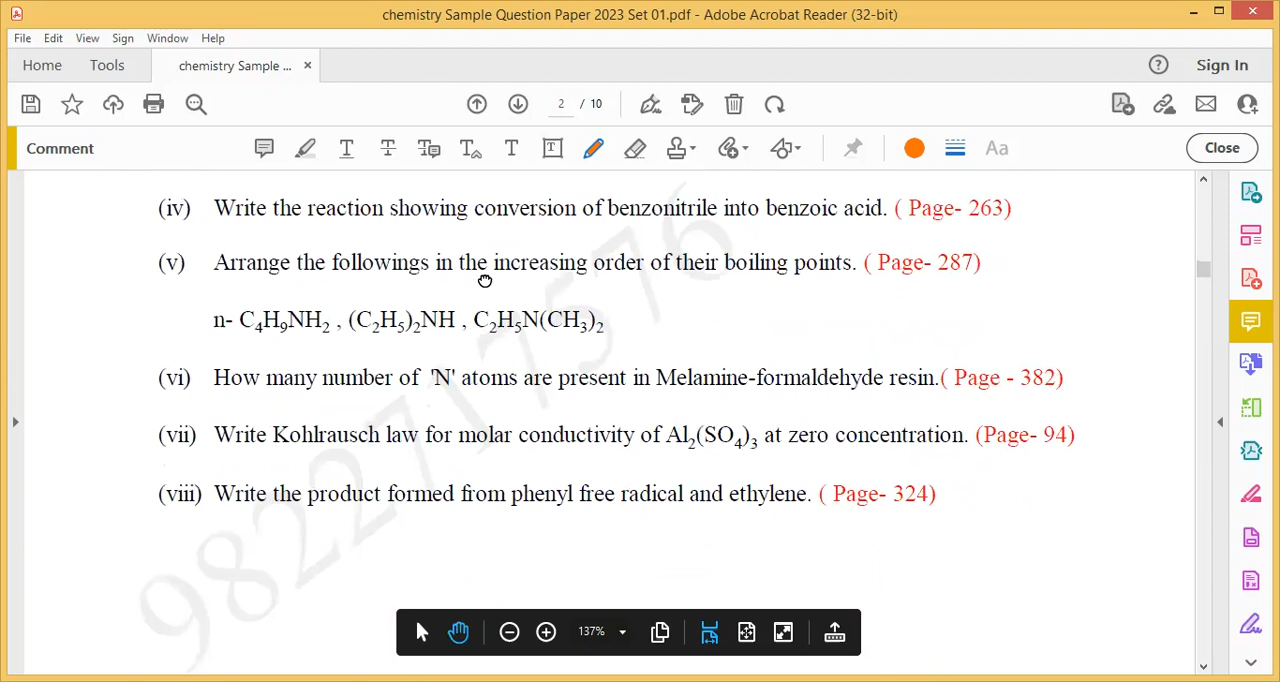 chemistry Sample Question Paper 2023 Set 01.pdf - Adobe Acrobat Reader (32-bit)
File Edit View Sign Window Help
Home Tools chemistry Sample ... × Sign In
2 / 10
Comment Aa Close
(iv) Write the reaction showing conversion of benzonitrile into benzoic acid. ( Page- 263)
(v) Arrange the followings in the increasing order of their boiling points. ( Page- 287)
n- C₄H₉NH₂ , (C₂H₅)₂NH , C₂H₅N(CH₃)₂
(vi) How many number of 'N' atoms are present in Melamine-formaldehyde resin.( Page - 382)
(vii) Write Kohlrausch law for molar conductivity of Al₂(SO₄)₃ at zero concentration. (Page- 94)
(viii) Write the product formed from phenyl free radical and ethylene. ( Page- 324)
9822717576
137%